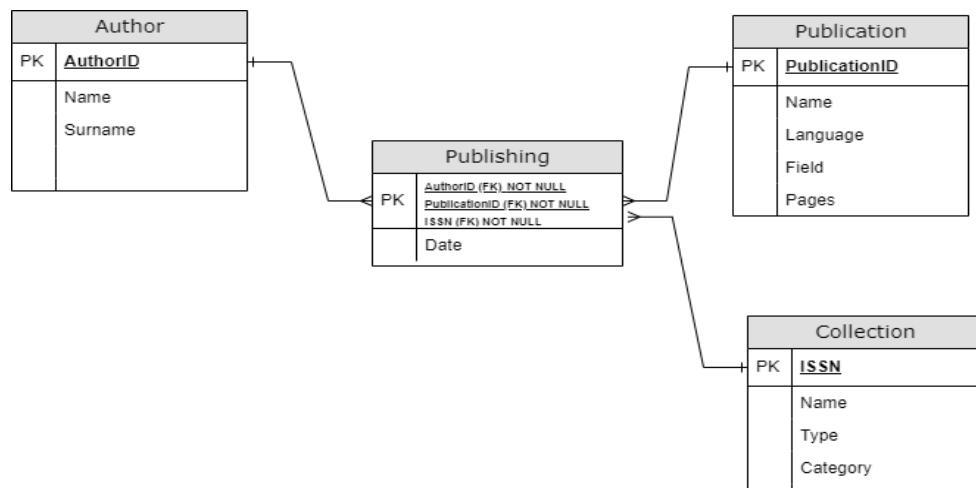 Author
PK AuthorID
Name
Surname
Publication
PK PublicationID
Name
Language
Field
Pages
Publishing
PK
AuthorID (FK) NOT NULL
PublicationID (FK) NOT NULL
ISSN (FK) NOT NULL
Date
Collection
PK ISSN
Name
Type
Category